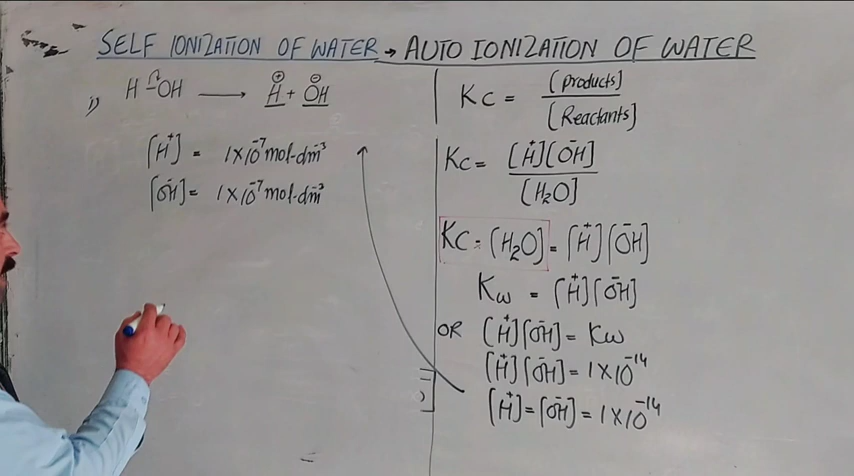 SELF IONIZATION OF WATER → AUTO IONIZATION OF WATER
1) H-OH ⟶ H⊕ + OH⊖
[H⁺] = 1×10⁻⁷ mol·dm⁻³
[OH⁻] = 1×10⁻⁷ mol·dm⁻³
Kc = [products] / [Reactants]
Kc = [H⁺][OH⁻] / [H₂O]
Kc = [H₂O] = [H⁺][OH⁻]
Kw = [H⁺][OH⁻]
OR [H⁺][OH⁻] = Kw
[H⁺][OH⁻] = 1×10⁻¹⁴
[H⁺] = [OH⁻] = 1×10⁻¹⁴